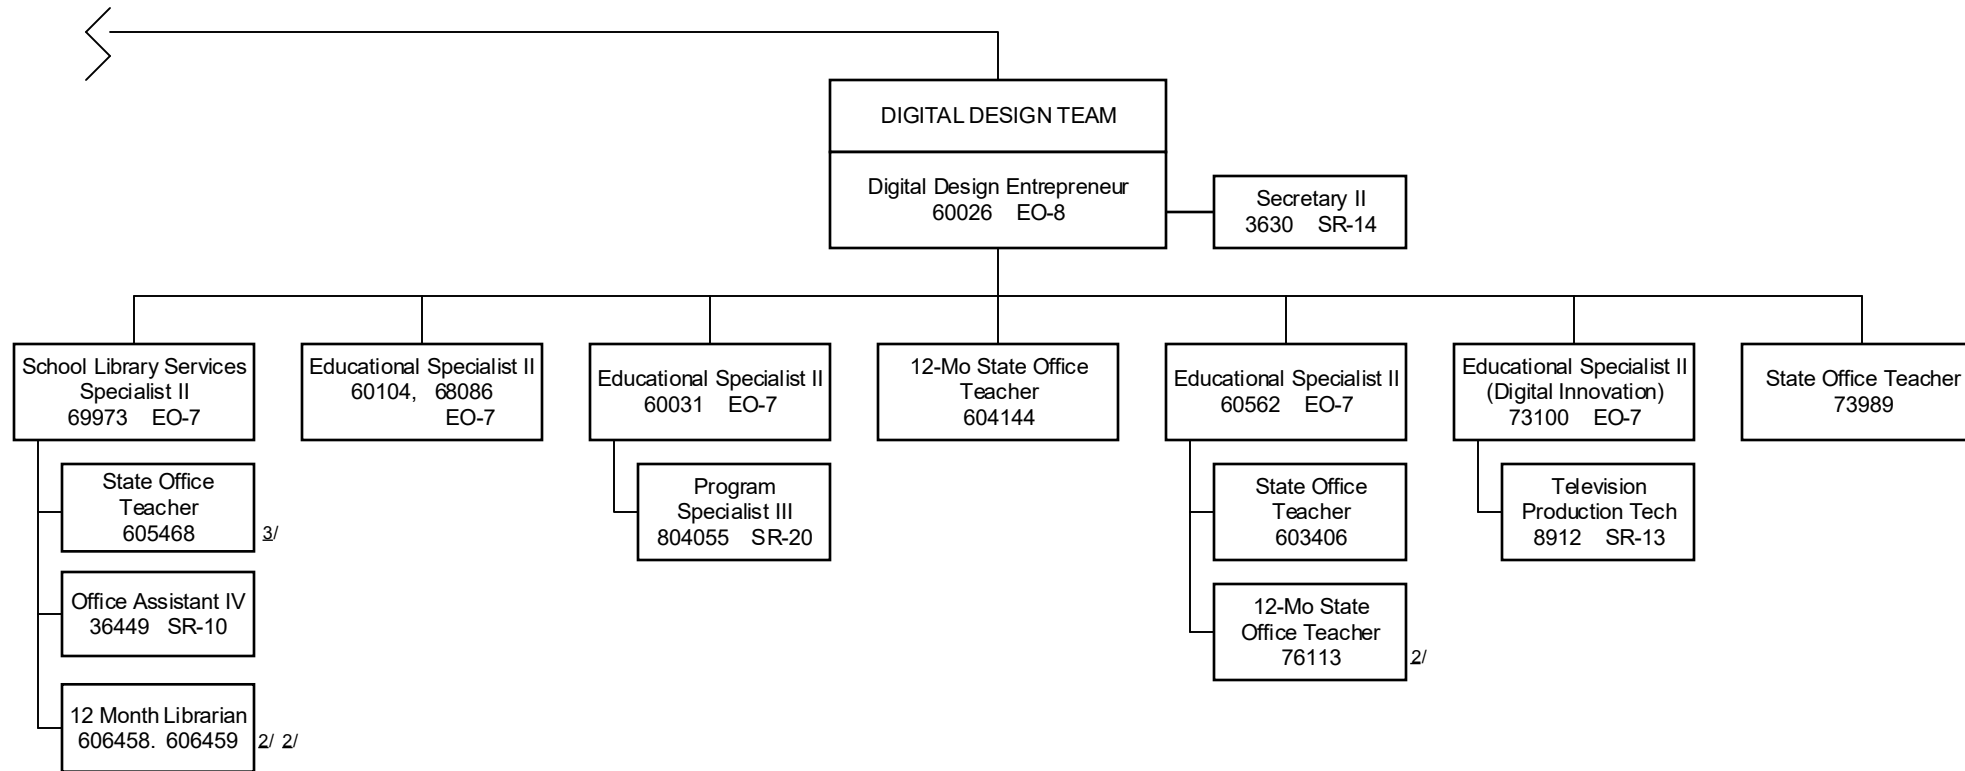 DIGITAL DESIGN TEAM
Digital Design Entrepreneur
60026 EO-8
Secretary II
3630 SR-14
School Library Services
Specialist II
69973 EO-7
Educational Specialist II
60104, 68086
EO-7
Educational Specialist II
60031 EO-7
12-Mo State Office
Teacher
604144
Educational Specialist II
60562 EO-7
Educational Specialist II
(Digital Innovation)
73100 EO-7
State Office Teacher
73989
State Office
Teacher
605468
3/
Office Assistant IV
36449 SR-10
12 Month Librarian
606458. 606459
2/ 2/
Program
Specialist III
804055 SR-20
State Office
Teacher
603406
12-Mo State
Office Teacher
76113
2/
Television
Production Tech
8912 SR-13